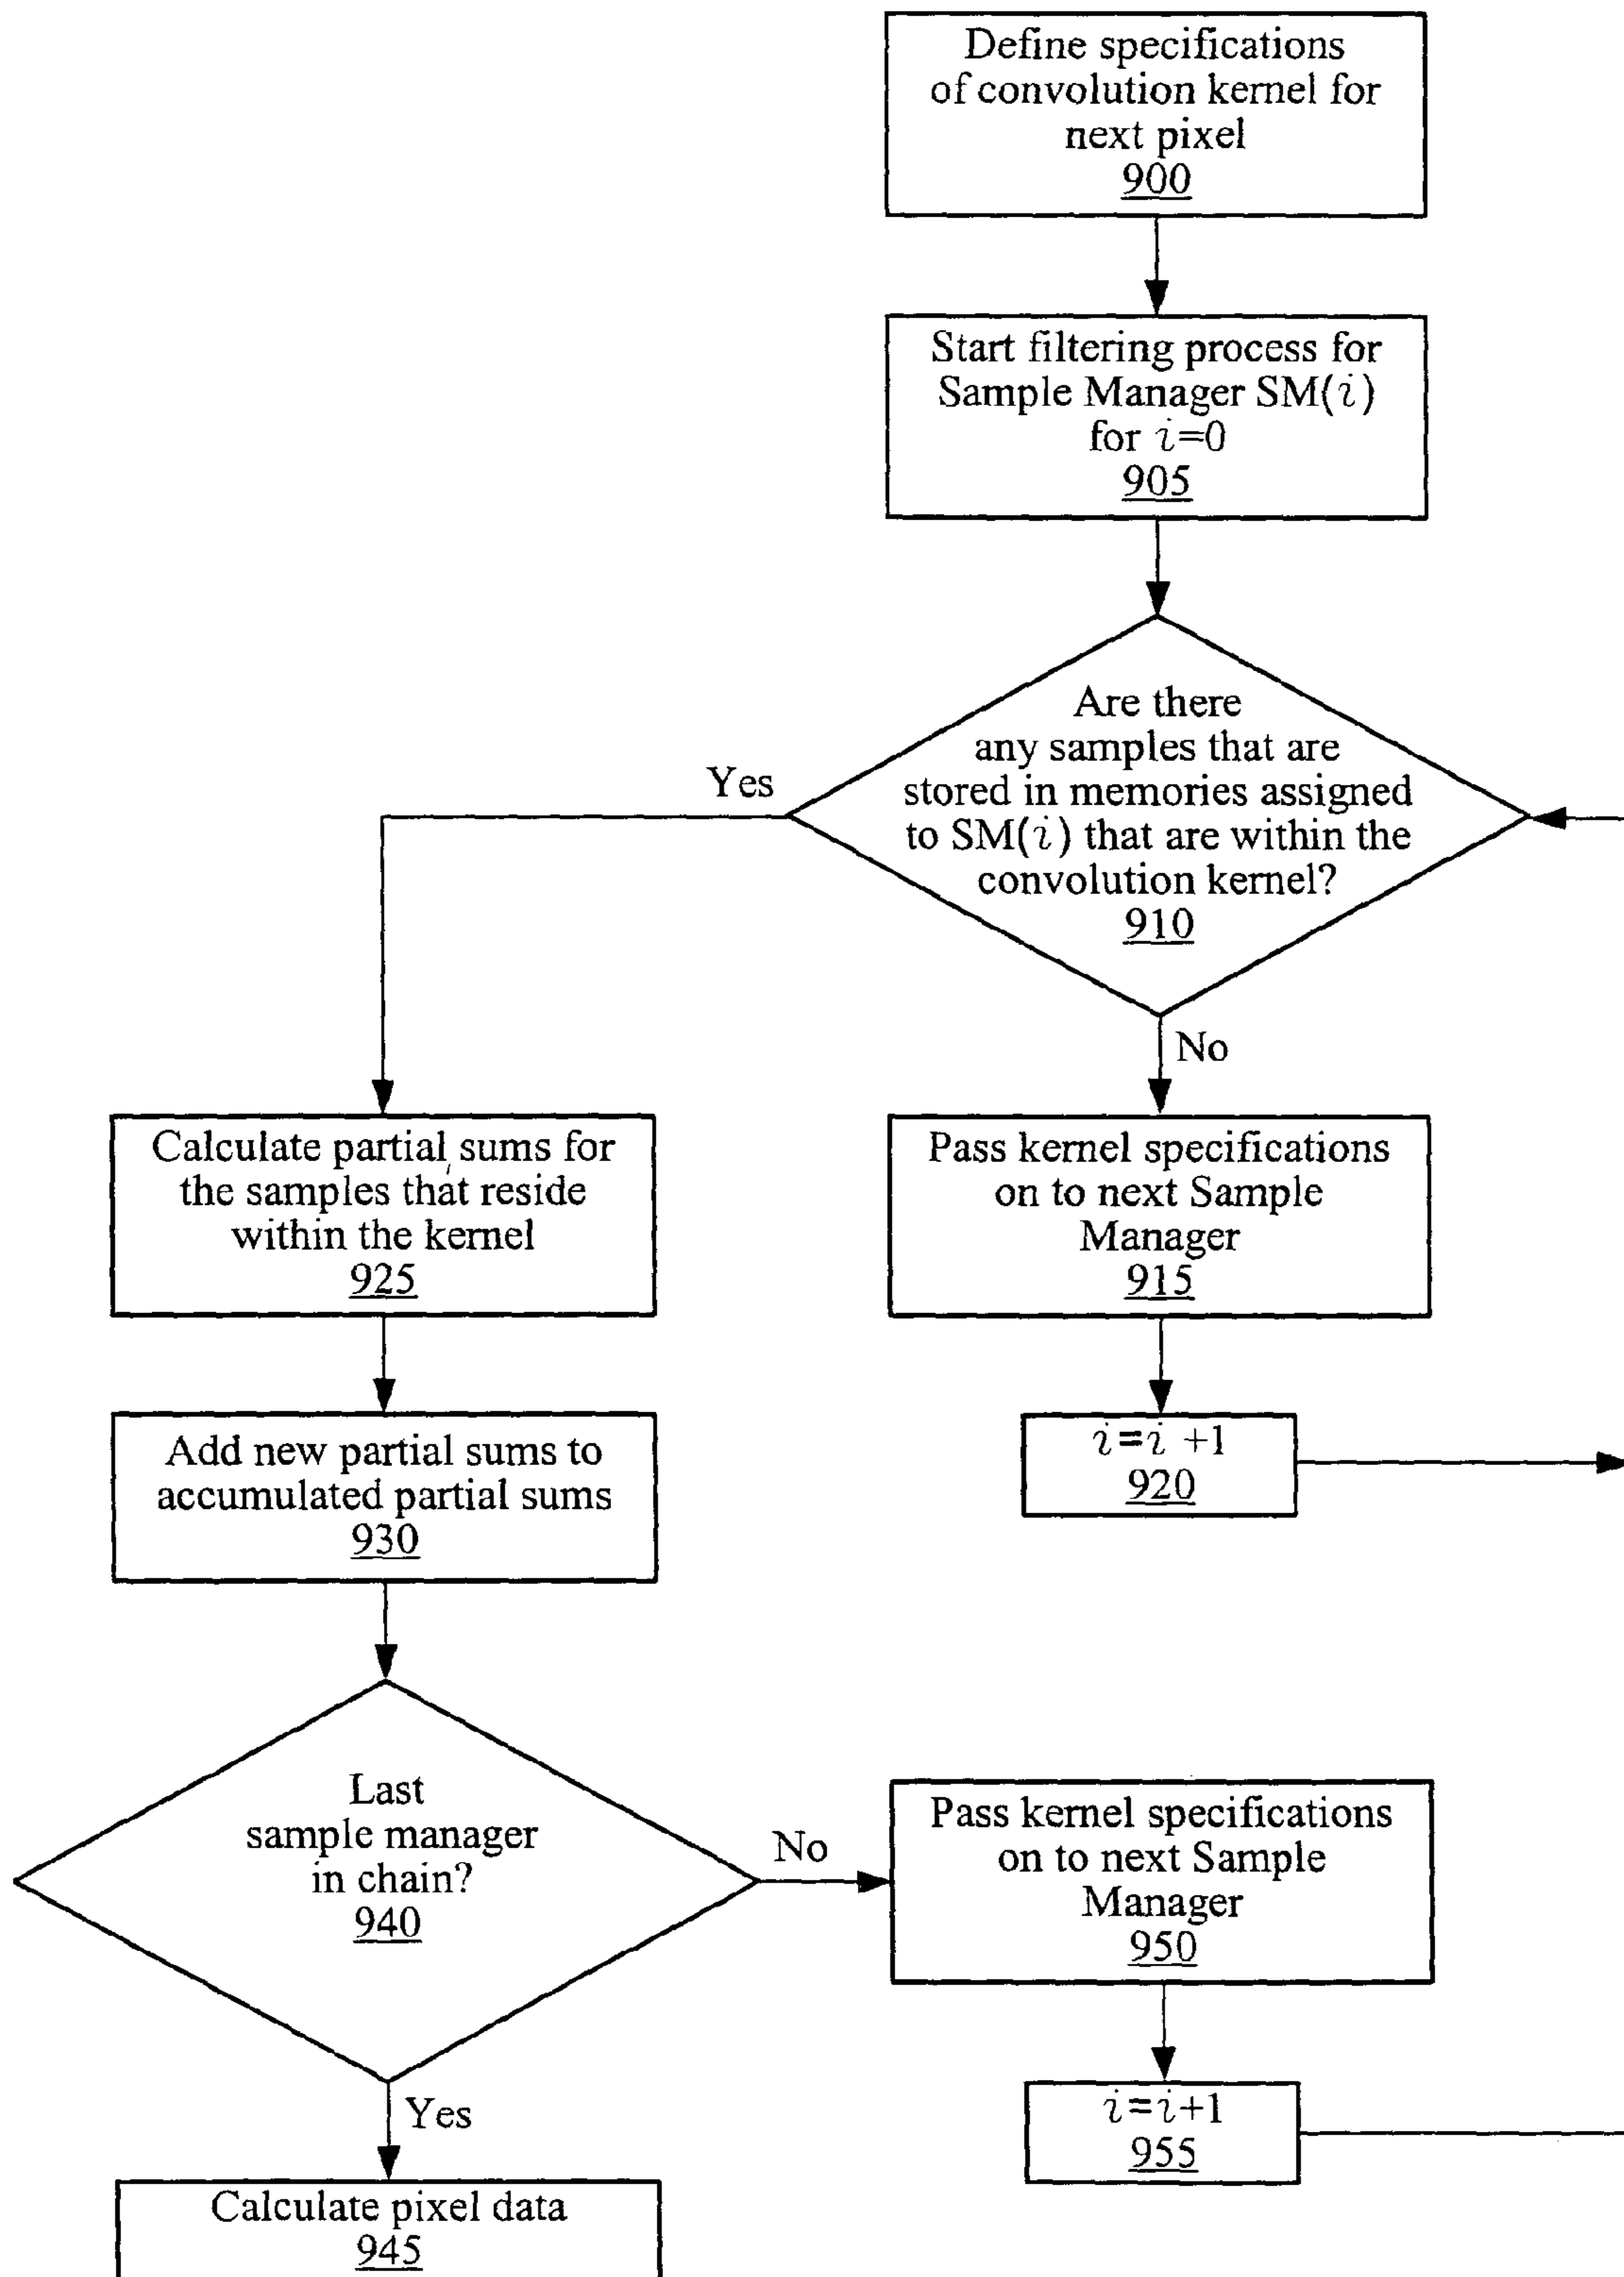 Define specifications
of convolution kernel for
next pixel
900
Start filtering process for
Sample Manager SM(i)
for i=0
905
Are there
any samples that are
stored in memories assigned
to SM(i) that are within the
convolution kernel?
910
Yes
No
Calculate partial sums for
the samples that reside
within the kernel
925
Pass kernel specifications
on to next Sample
Manager
915
Add new partial sums to
accumulated partial sums
930
i=i +1
920
Last
sample manager
in chain?
940
No
Pass kernel specifications
on to next Sample
Manager
950
Yes
i=i+1
955
Calculate pixel data
945